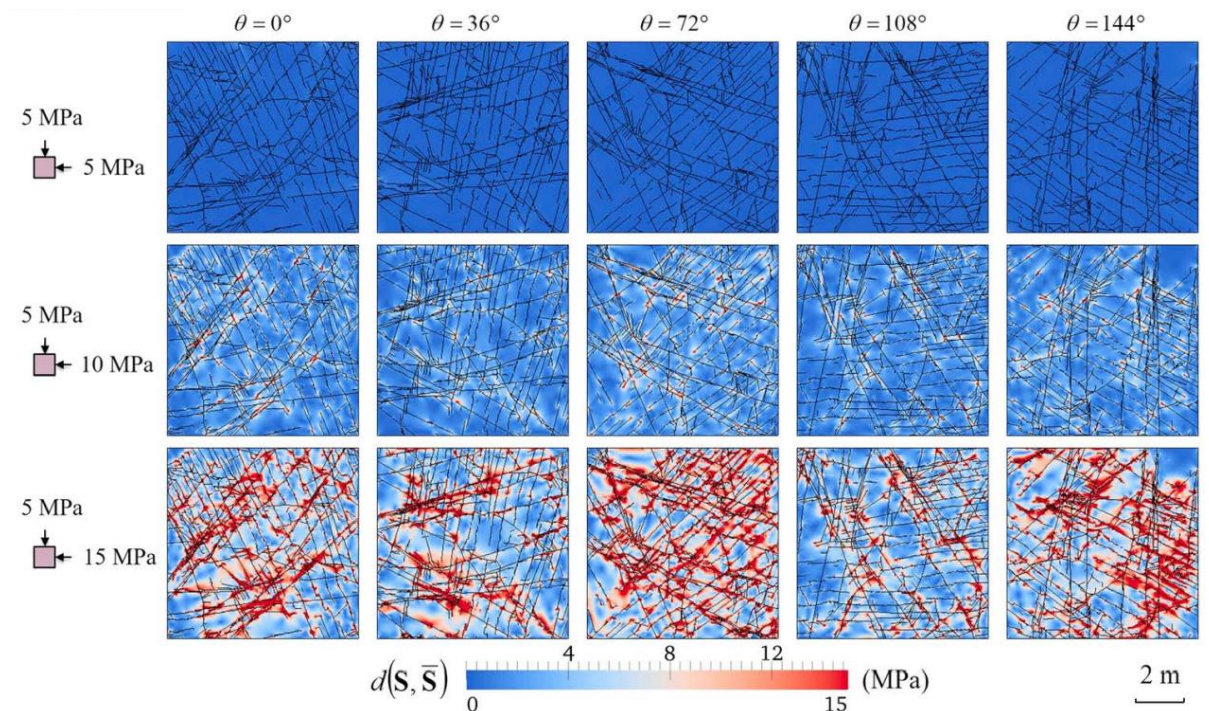 θ = 0° θ = 36° θ = 72° θ = 108° θ = 144°
5 MPa
5 MPa
5 MPa
10 MPa
5 MPa
15 MPa
4 8 12
d(S, S̄) (MPa) 2 m
0 15